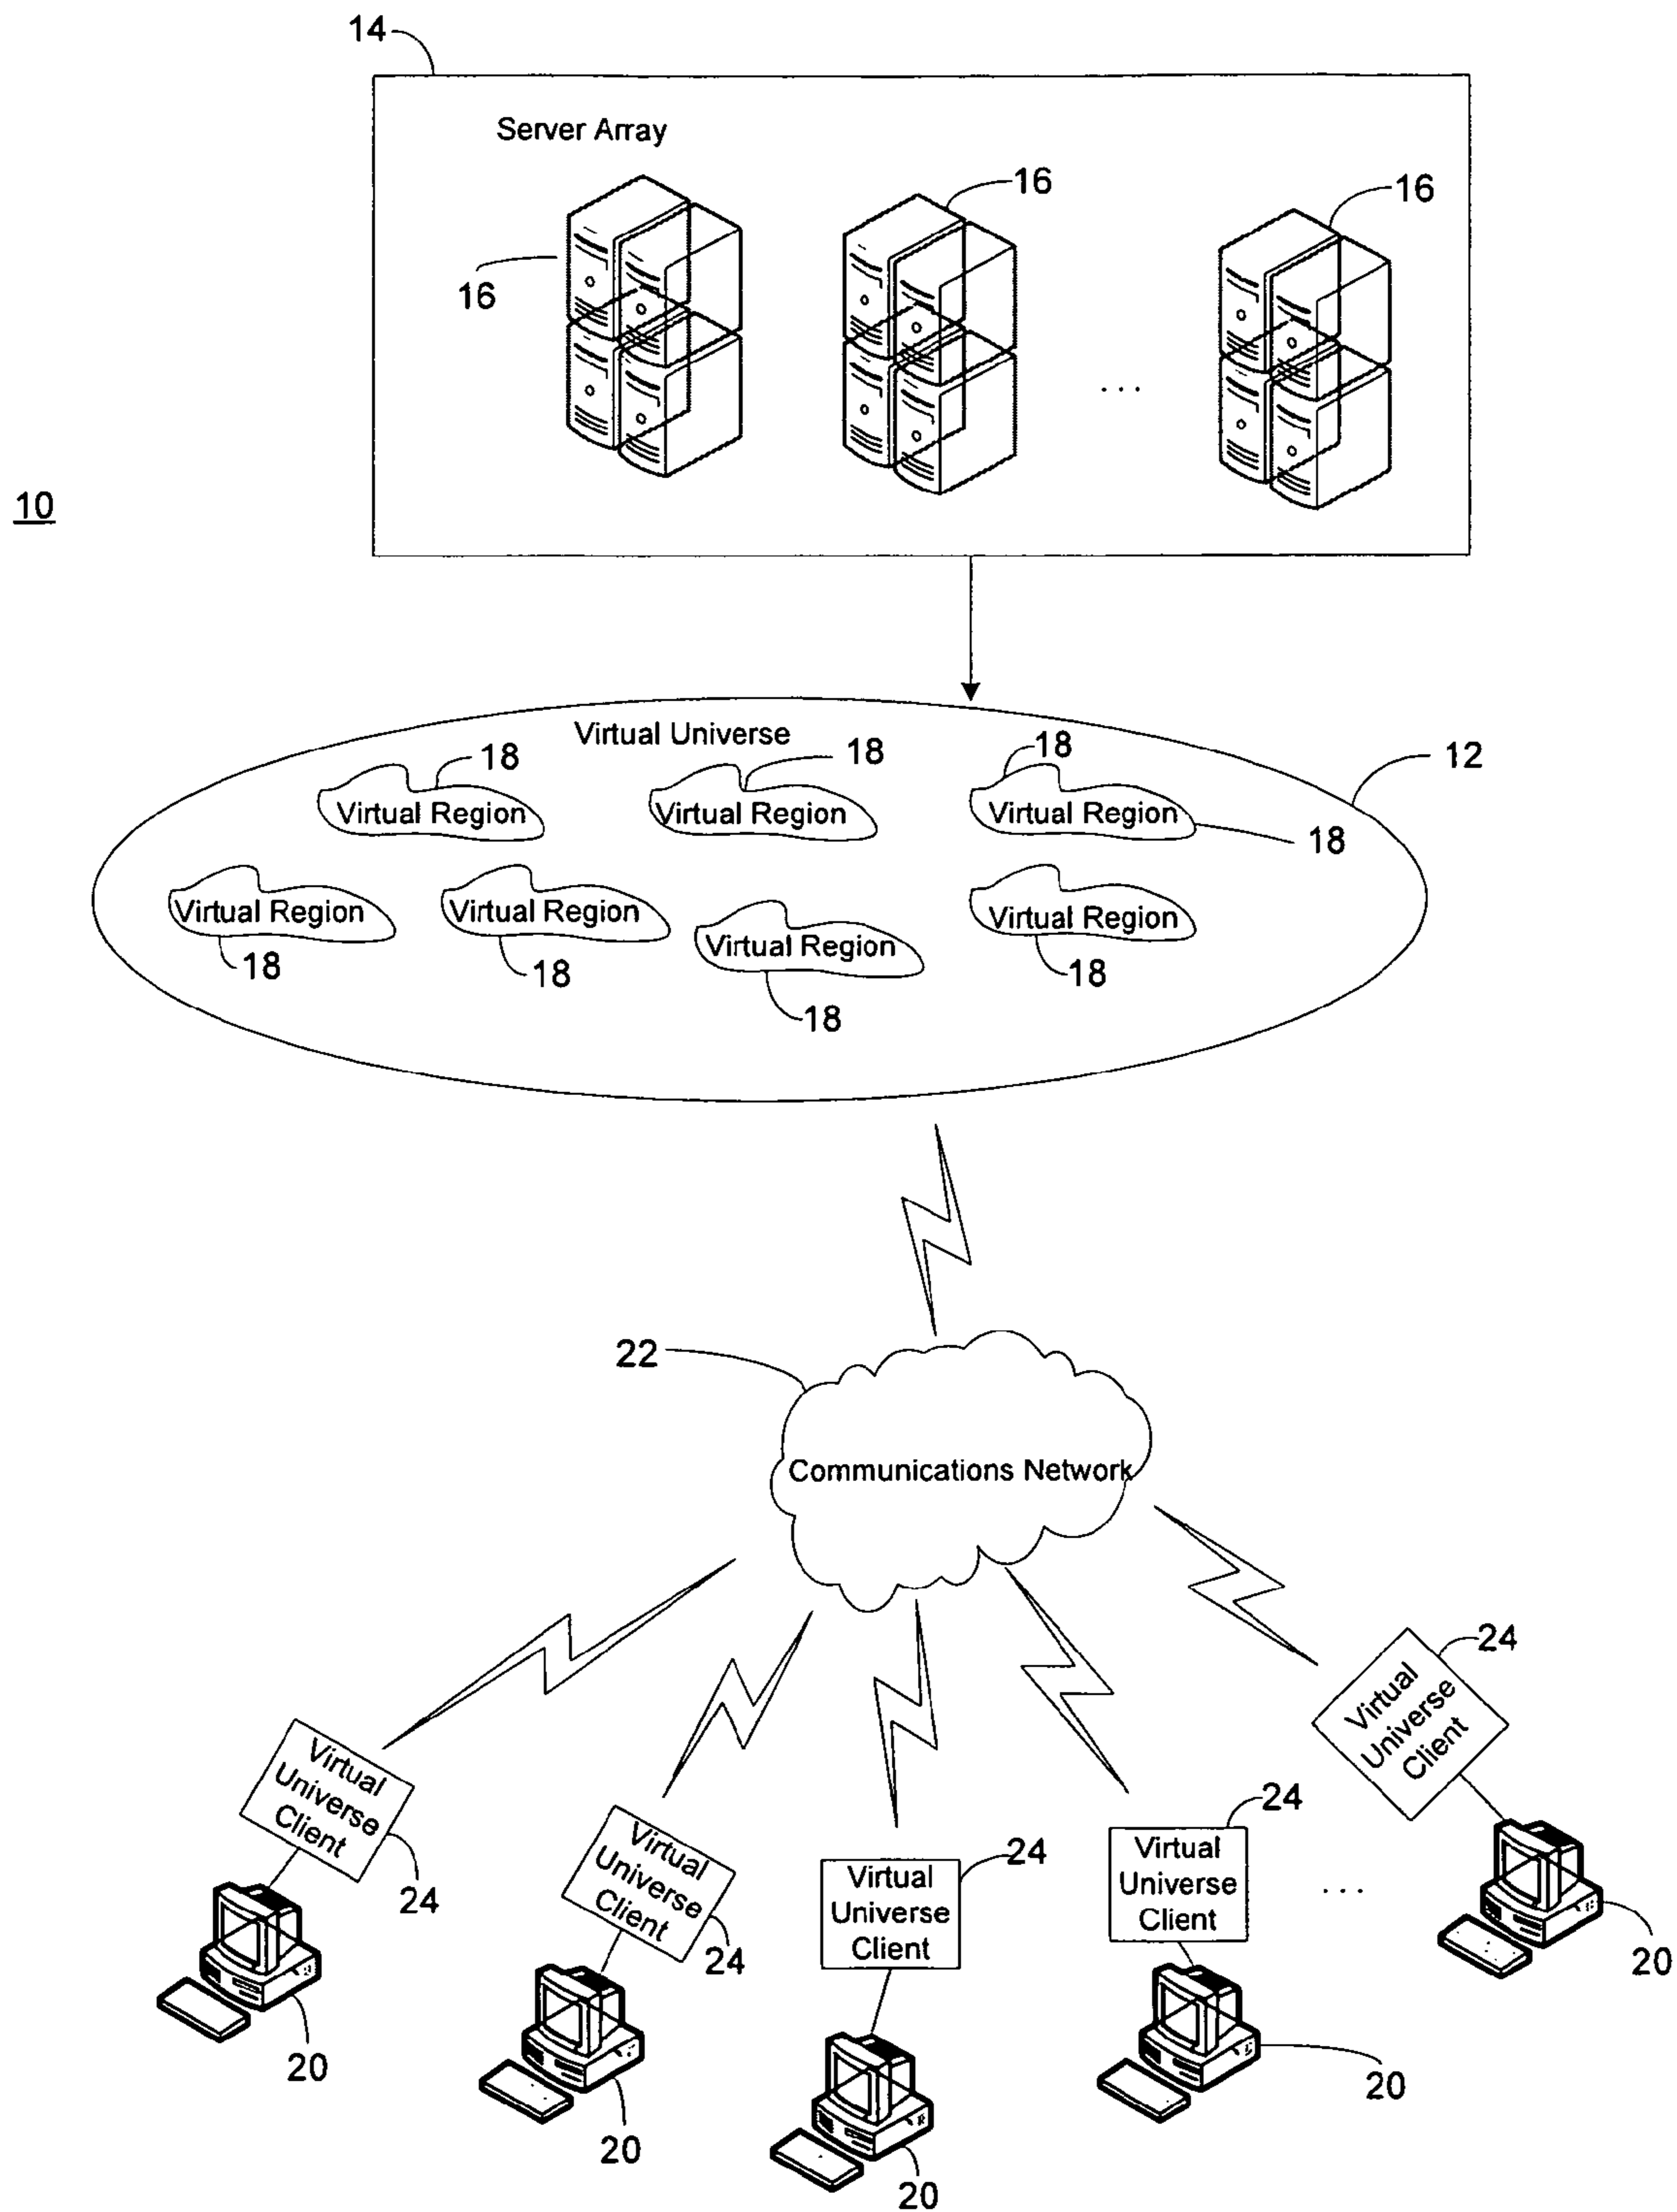 14
Server Array
16
16
16
. . .
10
Virtual Universe
18
18
18
12
Virtual Region
Virtual Region
Virtual Region
18
Virtual Region
Virtual Region
Virtual Region
Virtual Region
18
18
18
18
22
Communications Network
24
Virtual
Universe
Client
Virtual
Universe
Client
24
20
Virtual
Universe
Client
24
20
24
Virtual
Universe
Client
20
24
Virtual
Universe
Client
20
. . .
20